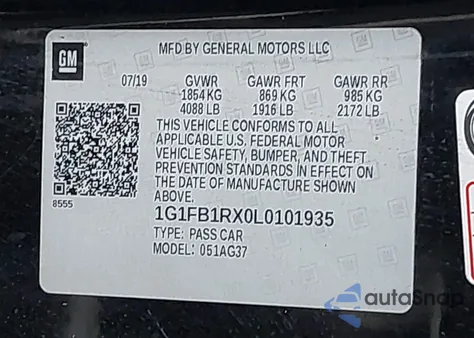 GM
MFD BY GENERAL MOTORS LLC
07/19 GVWR GAWR FRT GAWR RR
1854 KG 869 KG 985 KG
4088 LB 1916 LB 2172 LB
THIS VEHICLE CONFORMS TO ALL
APPLICABLE U.S. FEDERAL MOTOR
VEHICLE SAFETY, BUMPER, AND THEFT
PREVENTION STANDARDS IN EFFECT ON
THE DATE OF MANUFACTURE SHOWN
ABOVE.
8555
1G1FB1RX0L0101935
TYPE: PASS CAR
MODEL: 051AG37
autaSnap